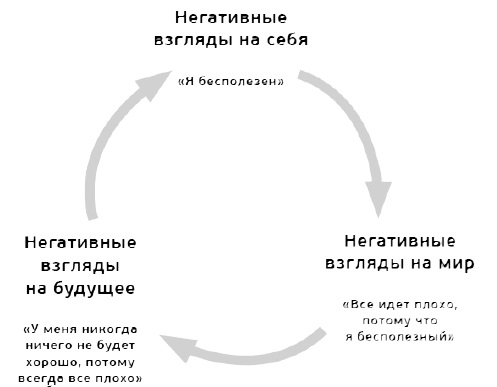 Негативные
взгляды на себя
«Я бесполезен»
Негативные
взгляды на мир
«Все идет плохо,
потому что
я бесполезный»
Негативные
взгляды
на будущее
«У меня никогда
ничего не будет
хорошо, потому
всегда все плохо»